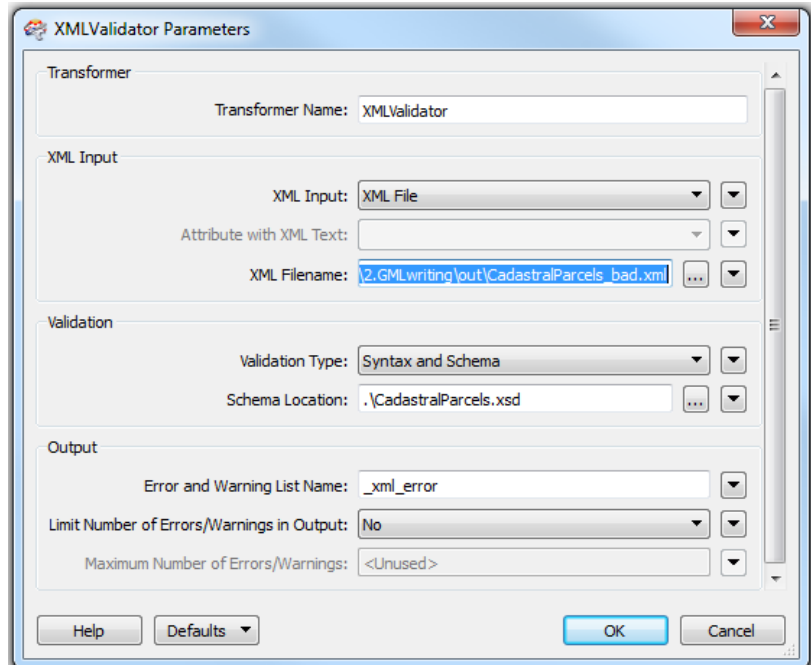 XMLValidator Parameters
Transformer
Transformer Name: XMLValidator
XML Input
XML Input: XML File
Attribute with XML Text:
XML Filename: \2.GMLwriting\out\CadastralParcels_bad.xml ...
Validation
Validation Type: Syntax and Schema
Schema Location: .\CadastralParcels.xsd ...
Output
Error and Warning List Name: _xml_error
Limit Number of Errors/Warnings in Output: No
Maximum Number of Errors/Warnings: <Unused>
Help Defaults OK Cancel